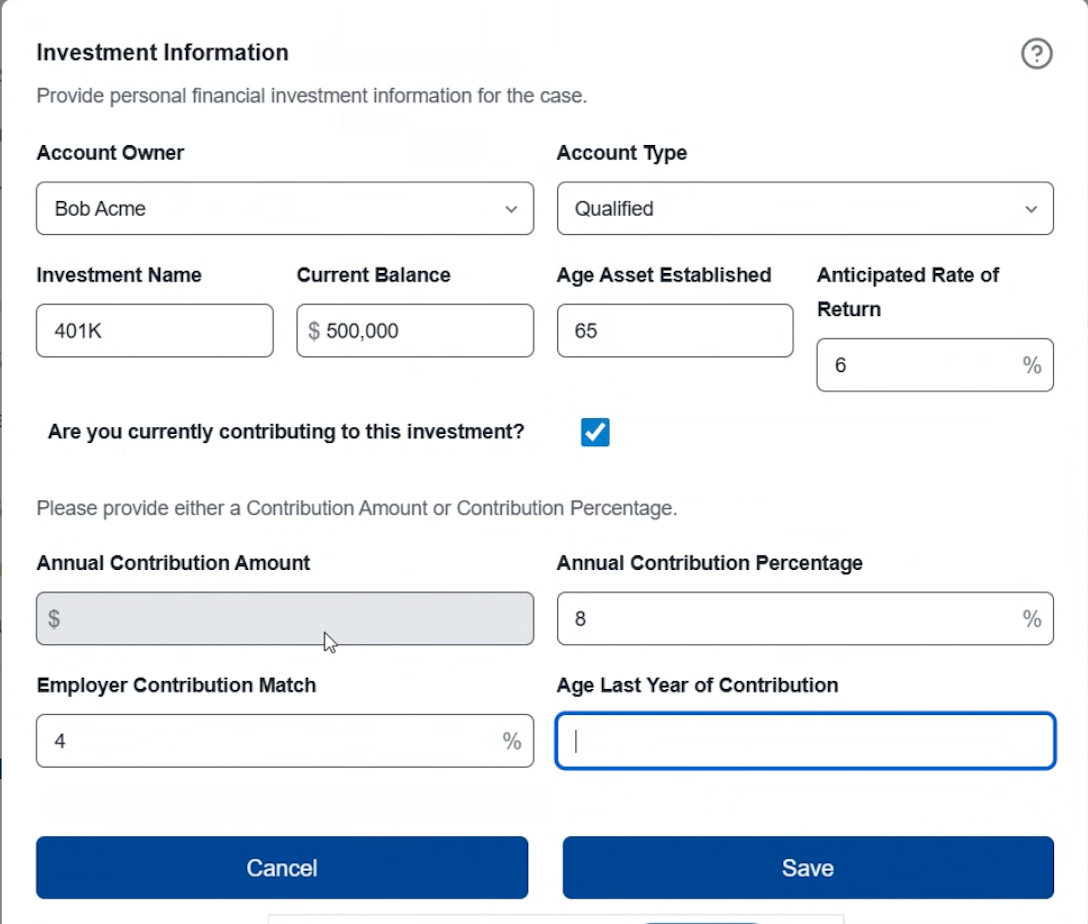 Investment Information
?
Provide personal financial investment information for the case.
Account Owner
Account Type
Bob Acme
Qualified
Investment Name
Current Balance
Age Asset Established
Anticipated Rate of
Return
401K
$ 500,000
65
6 %
Are you currently contributing to this investment?
Please provide either a Contribution Amount or Contribution Percentage.
Annual Contribution Amount
Annual Contribution Percentage
$
8 %
Employer Contribution Match
Age Last Year of Contribution
4 %
Cancel
Save